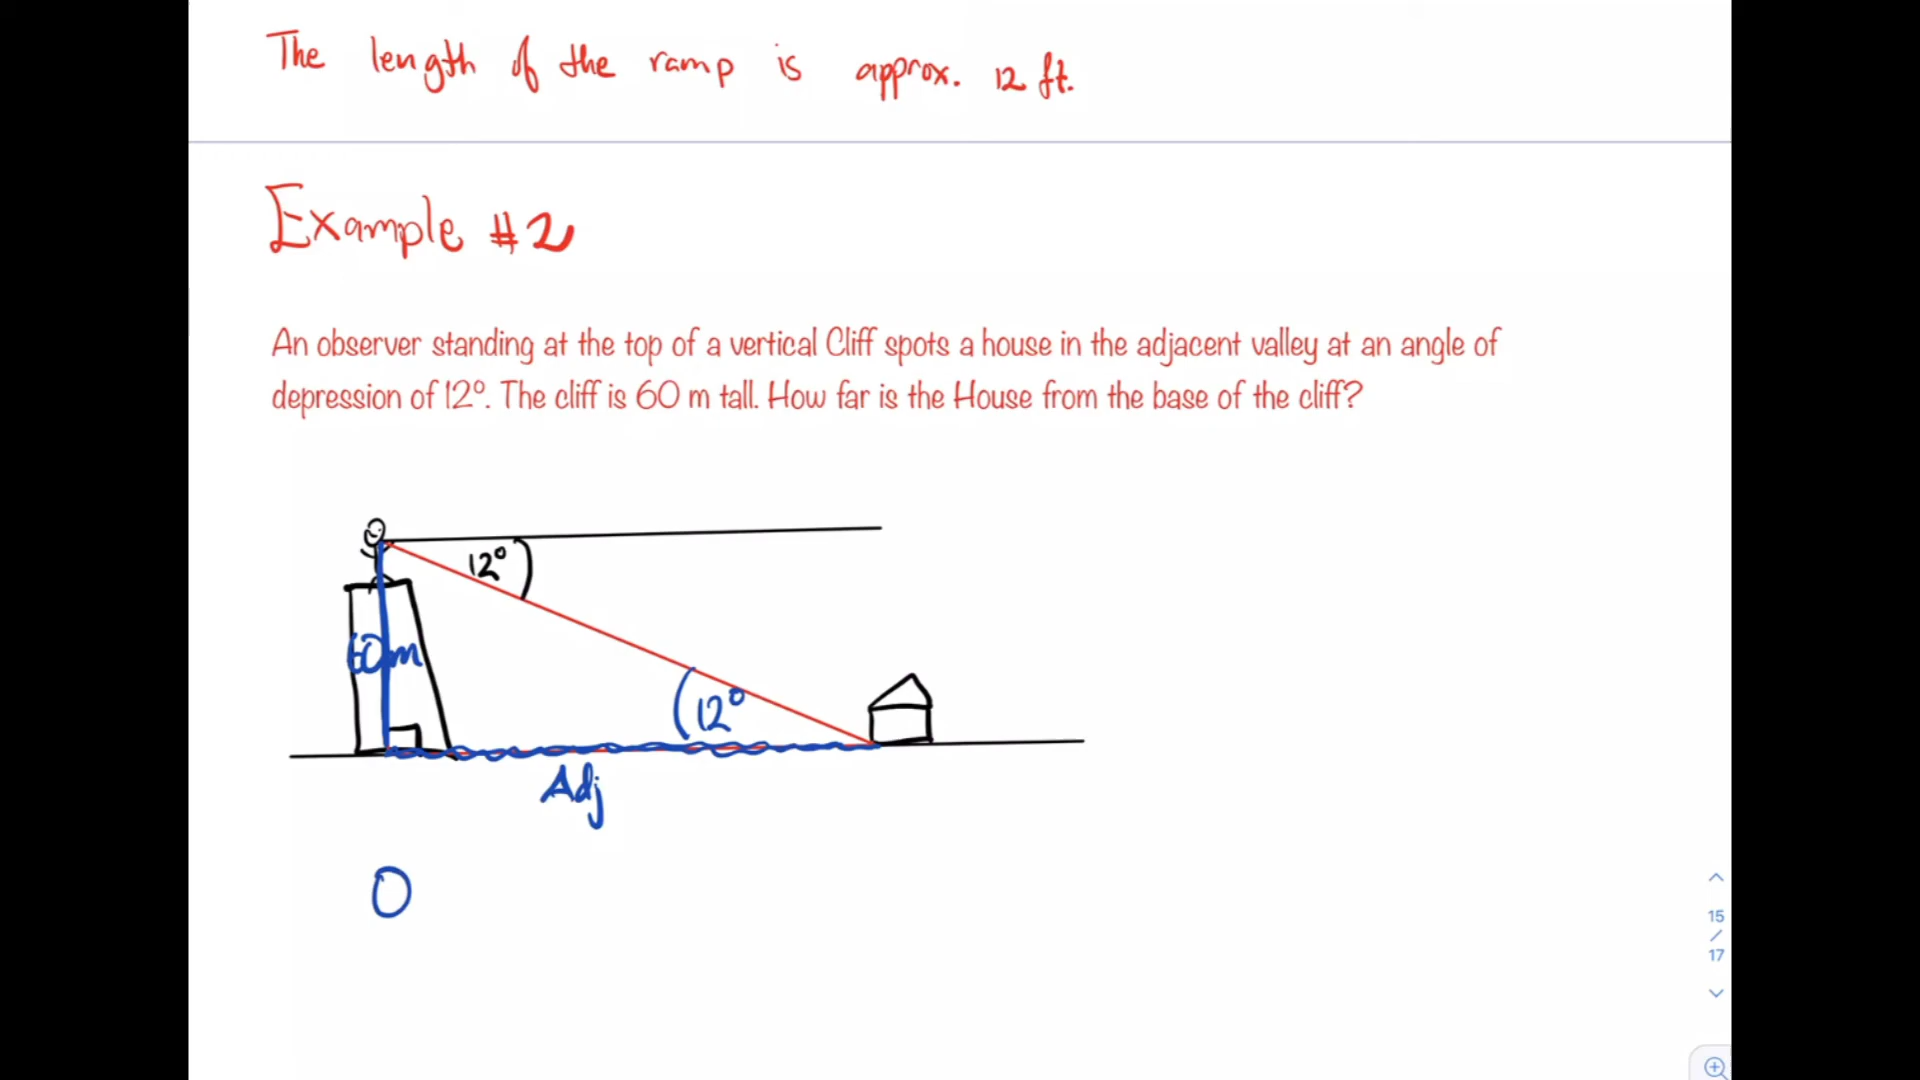 The length of the ramp is approx. 12 ft.
Example #2
An observer standing at the top of a vertical Cliff spots a house in the adjacent valley at an angle of
depression of 12°. The cliff is 60 m tall. How far is the House from the base of the cliff?
12°
60m
12°
Adj
O
15
/
17